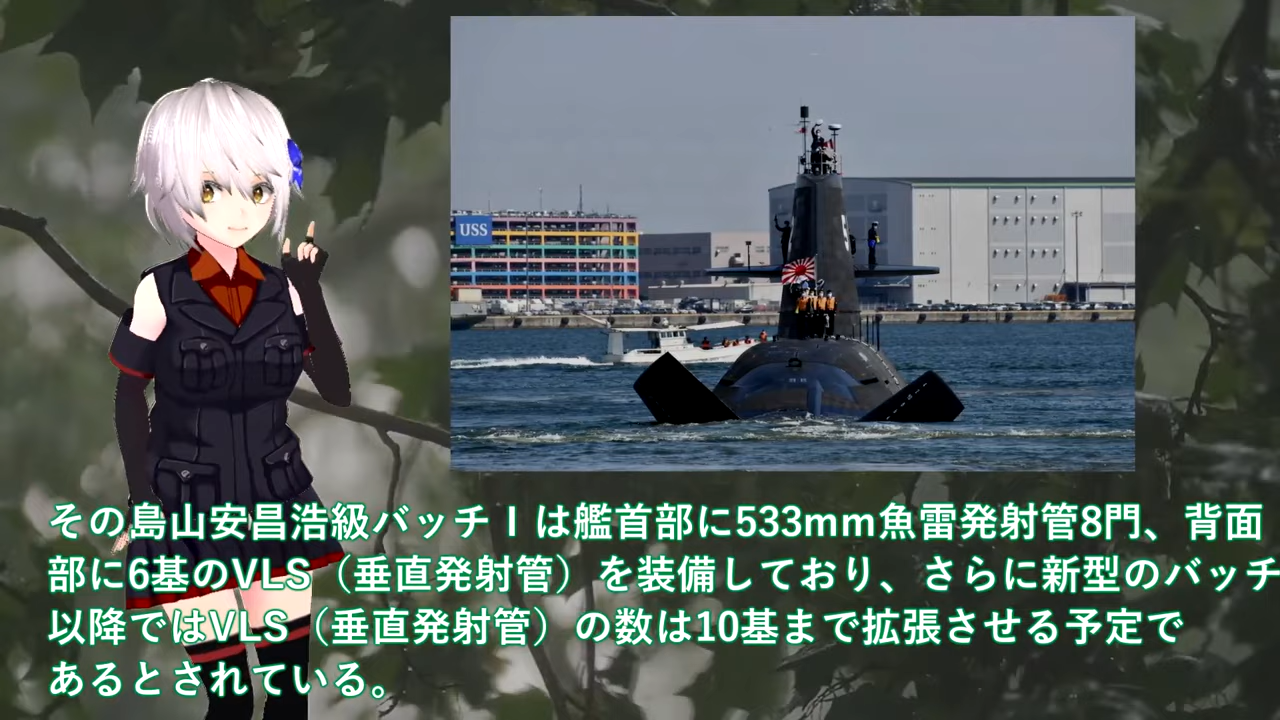 USS
その島山安昌浩級バッチⅠは艦首部に533mm魚雷発射管8門、背面
部に6基のVLS（垂直発射管）を装備しており、さらに新型のバッチ
以降ではVLS（垂直発射管）の数は10基まで拡張させる予定で
あるとされている。